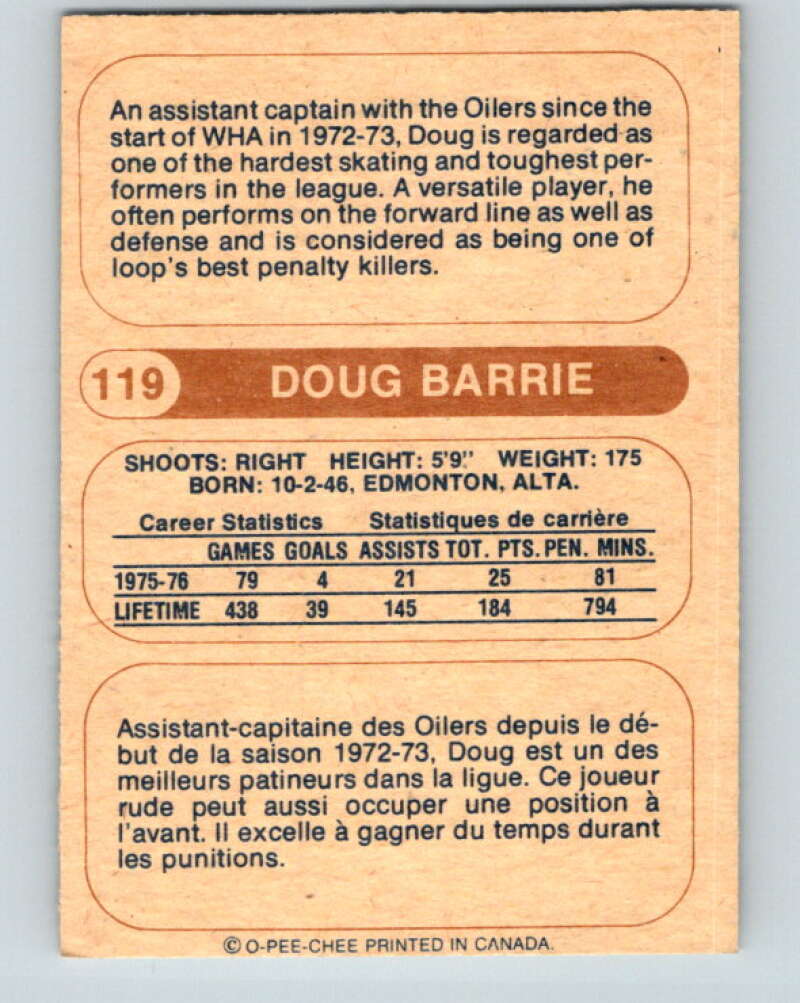 An assistant captain with the Oilers since the
start of WHA in 1972-73, Doug is regarded as
one of the hardest skating and toughest per-
formers in the league. A versatile player, he
often performs on the forward line as well as
defense and is considered as being one of
loop's best penalty killers.
119 DOUG BARRIE
SHOOTS: RIGHT HEIGHT: 5'9" WEIGHT: 175
BORN: 10-2-46, EDMONTON, ALTA.
Career Statistics Statistiques de carrière
GAMES GOALS ASSISTS TOT. PTS. PEN. MINS.
1975-76 79 4 21 25 81
LIFETIME 438 39 145 184 794
Assistant-capitaine des Oilers depuis le dé-
but de la saison 1972-73, Doug est un des
meilleurs patineurs dans la ligue. Ce joueur
rude peut aussi occuper une position à
l'avant. Il excelle à gagner du temps durant
les punitions.
© O-PEE-CHEE PRINTED IN CANADA.